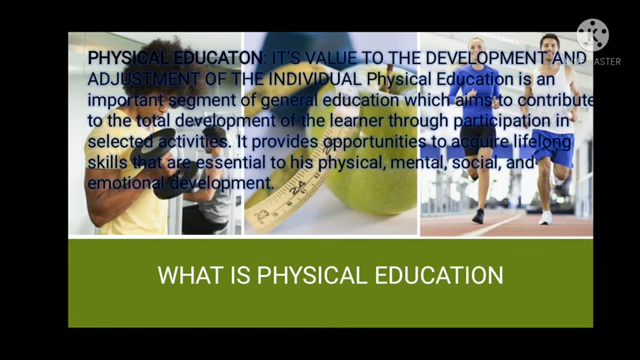 PHYSICAL EDUCATON: IT'S VALUE TO THE DEVELOPMENT AND
ADJUSTMENT OF THE INDIVIDUAL Physical Education is an
important segment of general education which aims to contribute
to the total development of the learner through participation in
selected activities. It provides opportunities to acquire lifelong
skills that are essential to his physical, mental, social, and
emotional development.
23 24 25
WHAT IS PHYSICAL EDUCATION